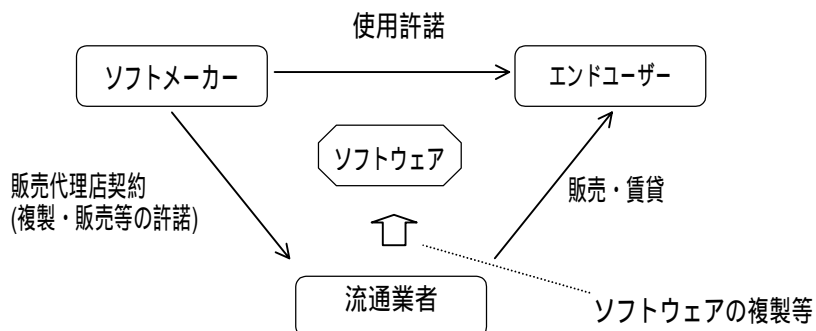 使用許諾
ソフトメーカー
エンドユーザー
ソフトウェア
販売代理店契約
(複製・販売等の許諾)
販売・賃貸
流通業者
ソフトウェアの複製等